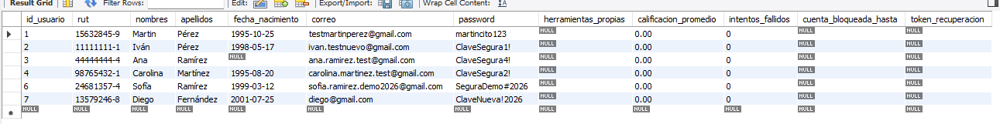 Result Grid Filter Rows: Edit: Export/Import: Wrap Cell Content: IA
id_usuario rut nombres apellidos fecha_nacimiento correo password herramientas_propias calificacion_promedio intentos_fallidos cuenta_bloqueada_hasta token_recuperacion
1 15632845-9 Martin Pérez 1995-10-25 testmartinperez@gmail.com martincito123 NULL 0.00 0 NULL NULL
2 11111111-1 Iván Pérez 1998-05-17 ivan.testnuevo@gmail.com ClaveSegura1! NULL 0.00 0 NULL NULL
3 44444444-4 Ana Ramírez NULL ana.ramirez.test@gmail.com ClaveSegura4! NULL 0.00 0 NULL NULL
4 98765432-1 Carolina Martínez 1995-08-20 carolina.martinez.test@gmail.com ClaveSegura2! NULL 0.00 0 NULL NULL
6 24681357-4 Sofía Ramírez 1999-03-12 sofia.ramirez.demo2026@gmail.com SeguraDemo#2026 NULL 0.00 0 NULL NULL
7 13579246-8 Diego Fernández 2001-07-25 diego@gmail.com ClaveNueva!2026 NULL 0.00 0 NULL NULL
NULL NULL NULL NULL NULL NULL NULL NULL NULL NULL NULL NULL